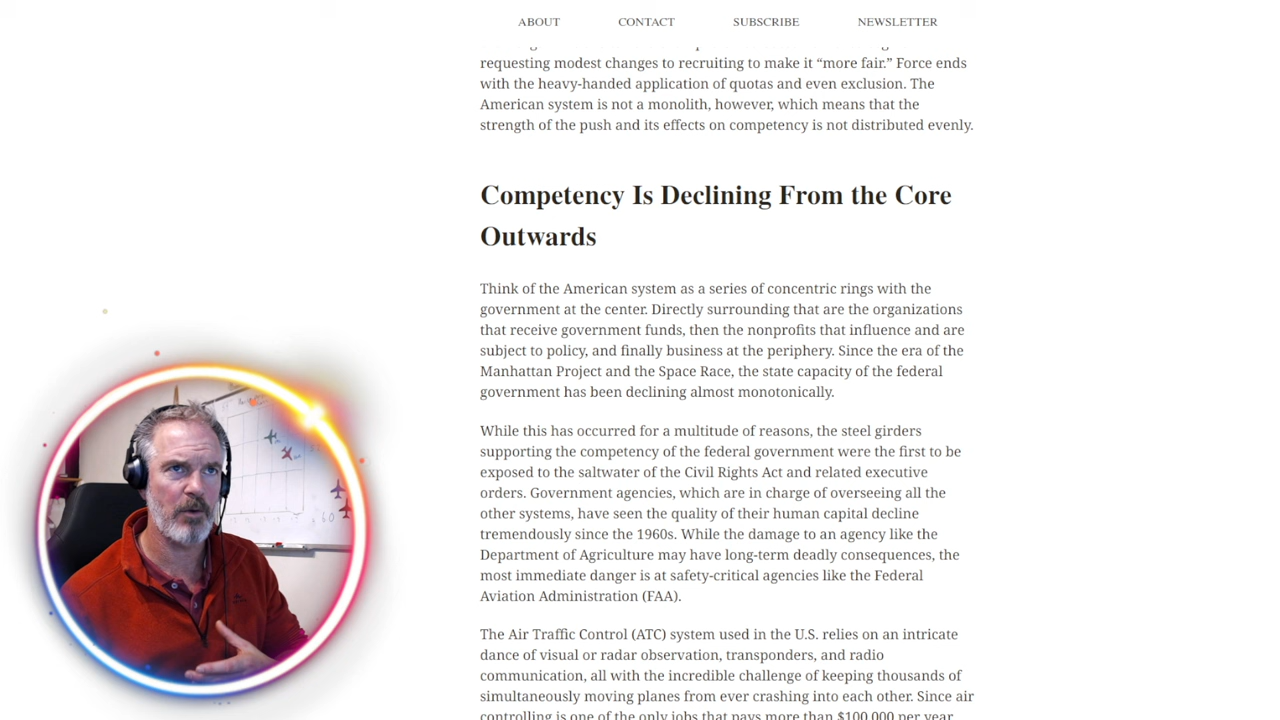 ABOUT CONTACT SUBSCRIBE NEWSLETTER
requesting modest changes to recruiting to make it “more fair.” Force ends
with the heavy-handed application of quotas and even exclusion. The
American system is not a monolith, however, which means that the
strength of the push and its effects on competency is not distributed evenly.
Competency Is Declining From the Core
Outwards
Think of the American system as a series of concentric rings with the
government at the center. Directly surrounding that are the organizations
that receive government funds, then the nonprofits that influence and are
subject to policy, and finally business at the periphery. Since the era of the
Manhattan Project and the Space Race, the state capacity of the federal
government has been declining almost monotonically.
While this has occurred for a multitude of reasons, the steel girders
supporting the competency of the federal government were the first to be
exposed to the saltwater of the Civil Rights Act and related executive
orders. Government agencies, which are in charge of overseeing all the
other systems, have seen the quality of their human capital decline
tremendously since the 1960s. While the damage to an agency like the
Department of Agriculture may have long-term deadly consequences, the
most immediate danger is at safety-critical agencies like the Federal
Aviation Administration (FAA).
The Air Traffic Control (ATC) system used in the U.S. relies on an intricate
dance of visual or radar observation, transponders, and radio
communication, all with the incredible challenge of keeping thousands of
simultaneously moving planes from ever crashing into each other. Since air
controlling is one of the only jobs that pays more than $100,000 per year